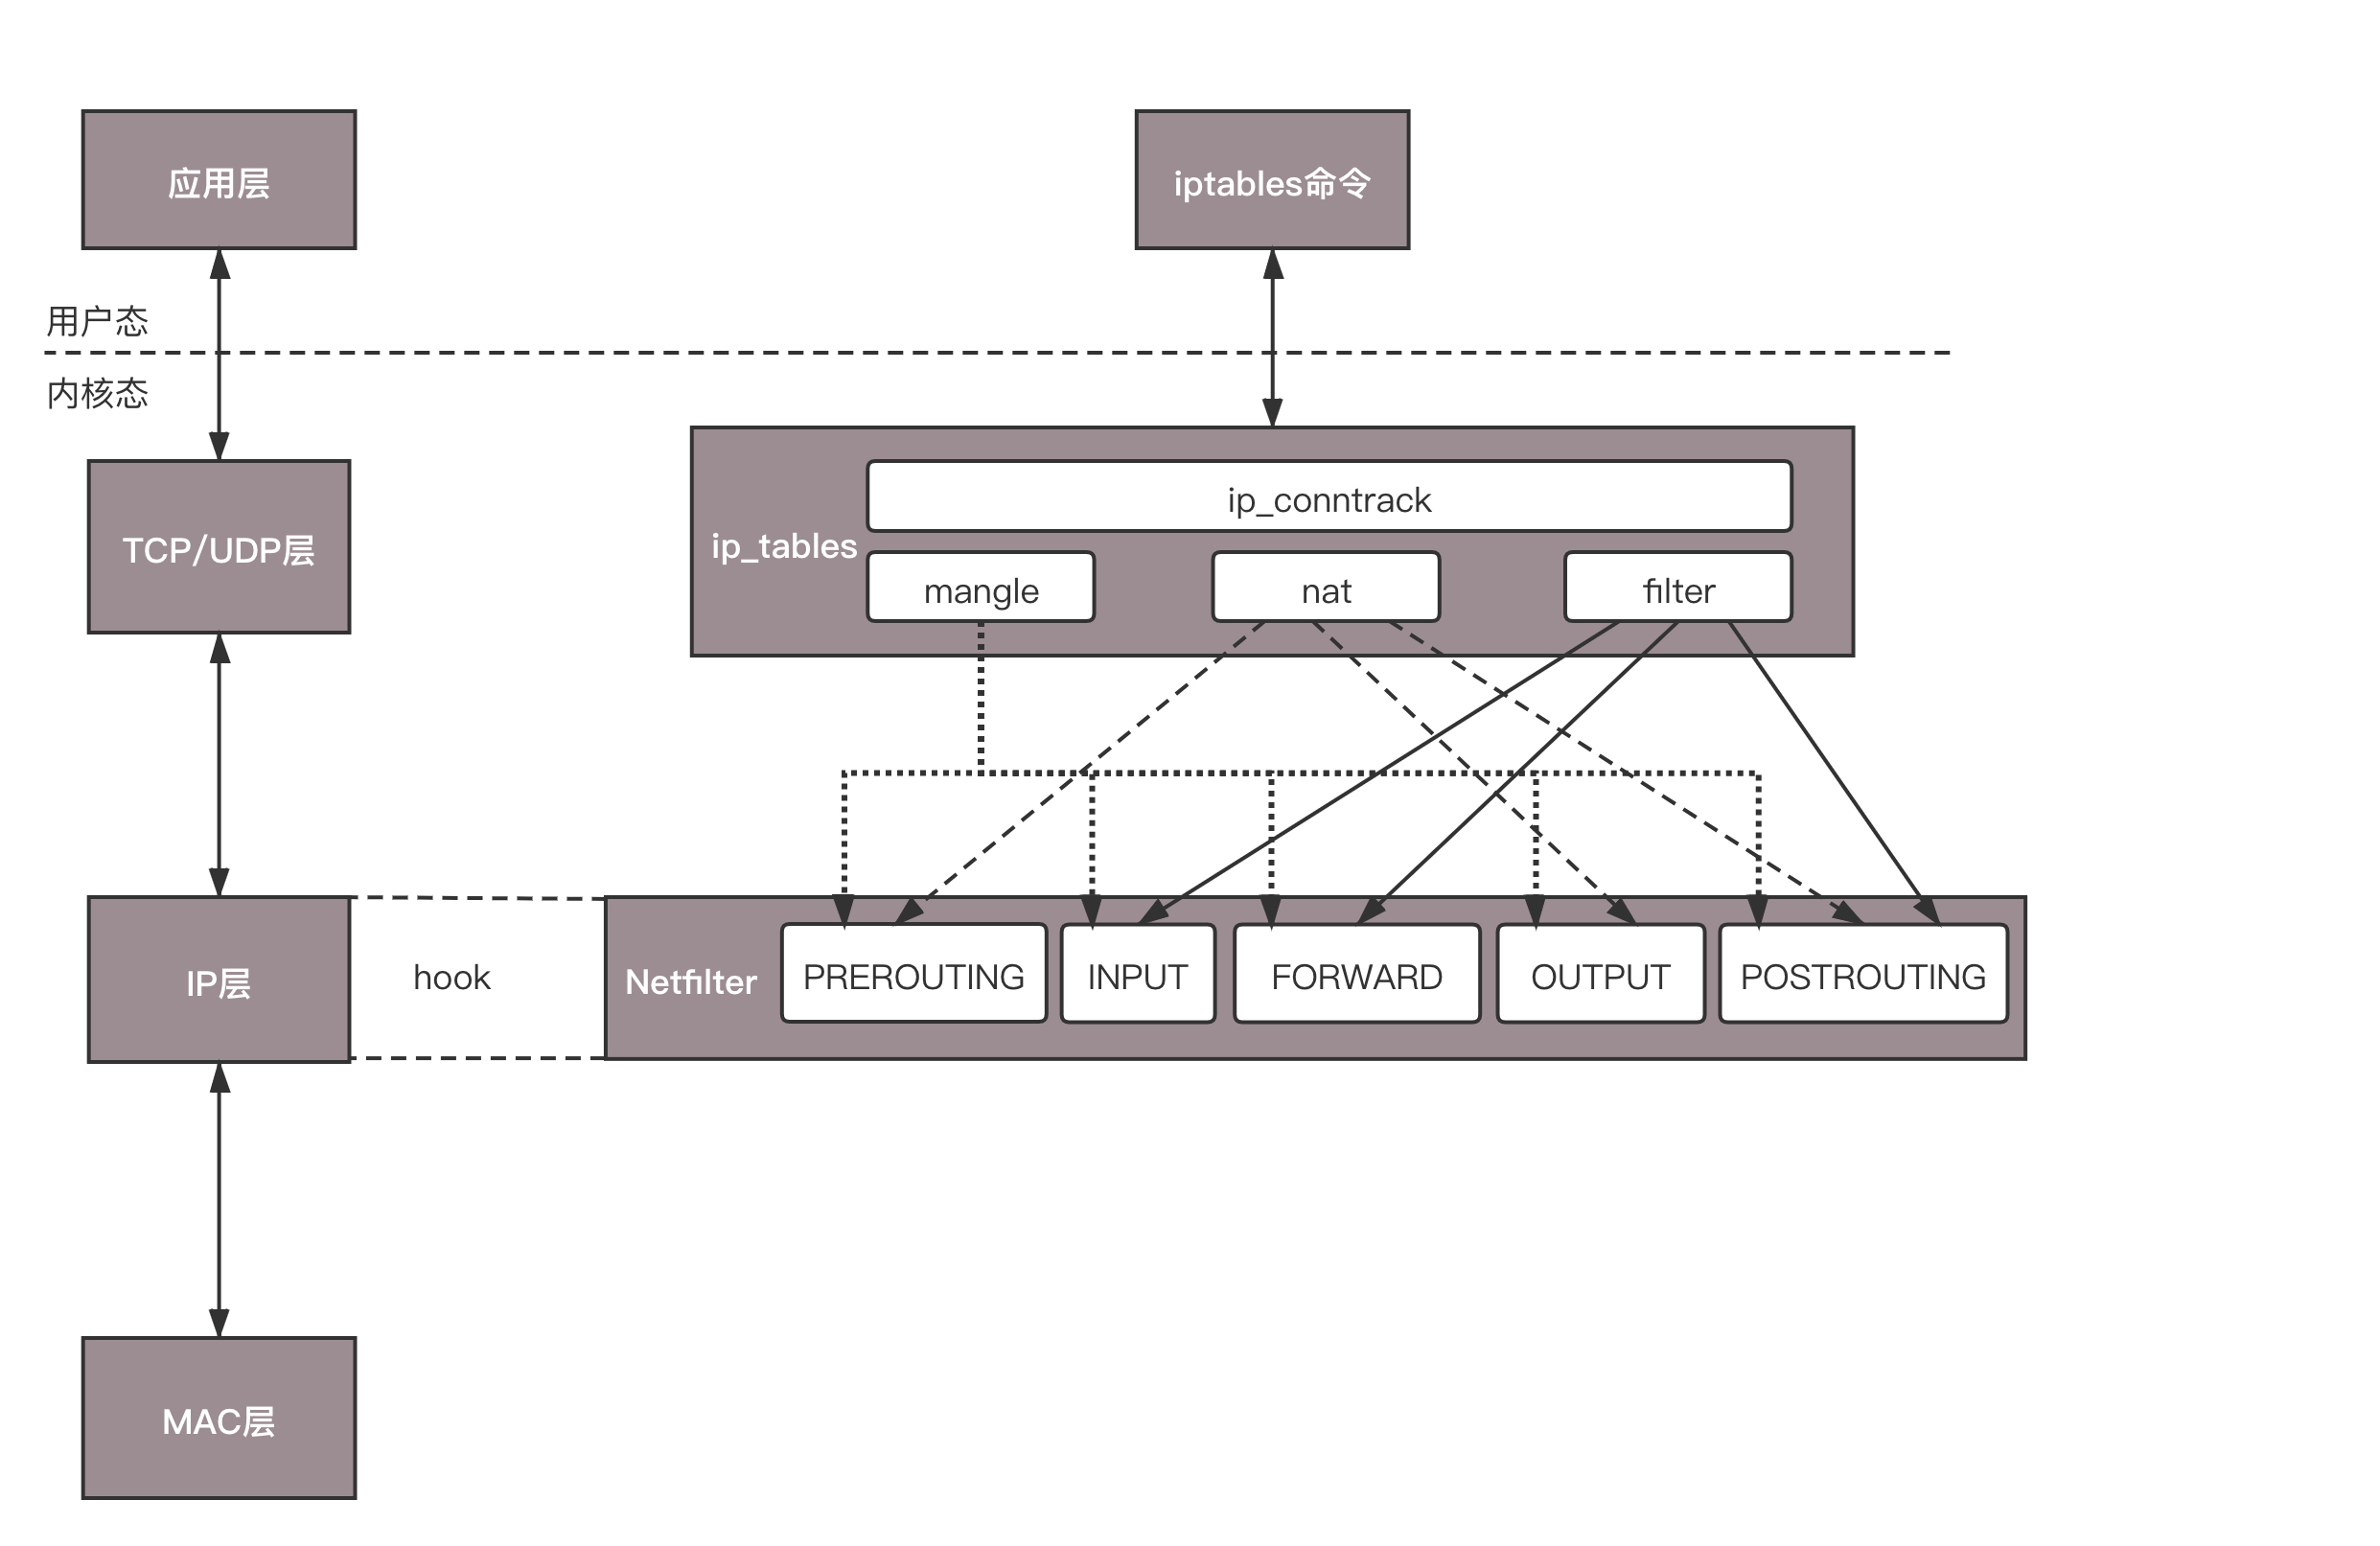 应用层
iptables命令
用户态
内核态
ip_conntrack
ip_tables
TCP/UDP层
mangle
nat
filter
IP层
hook
Netfilter
PREROUTING
INPUT
FORWARD
OUTPUT
POSTROUTING
MAC层